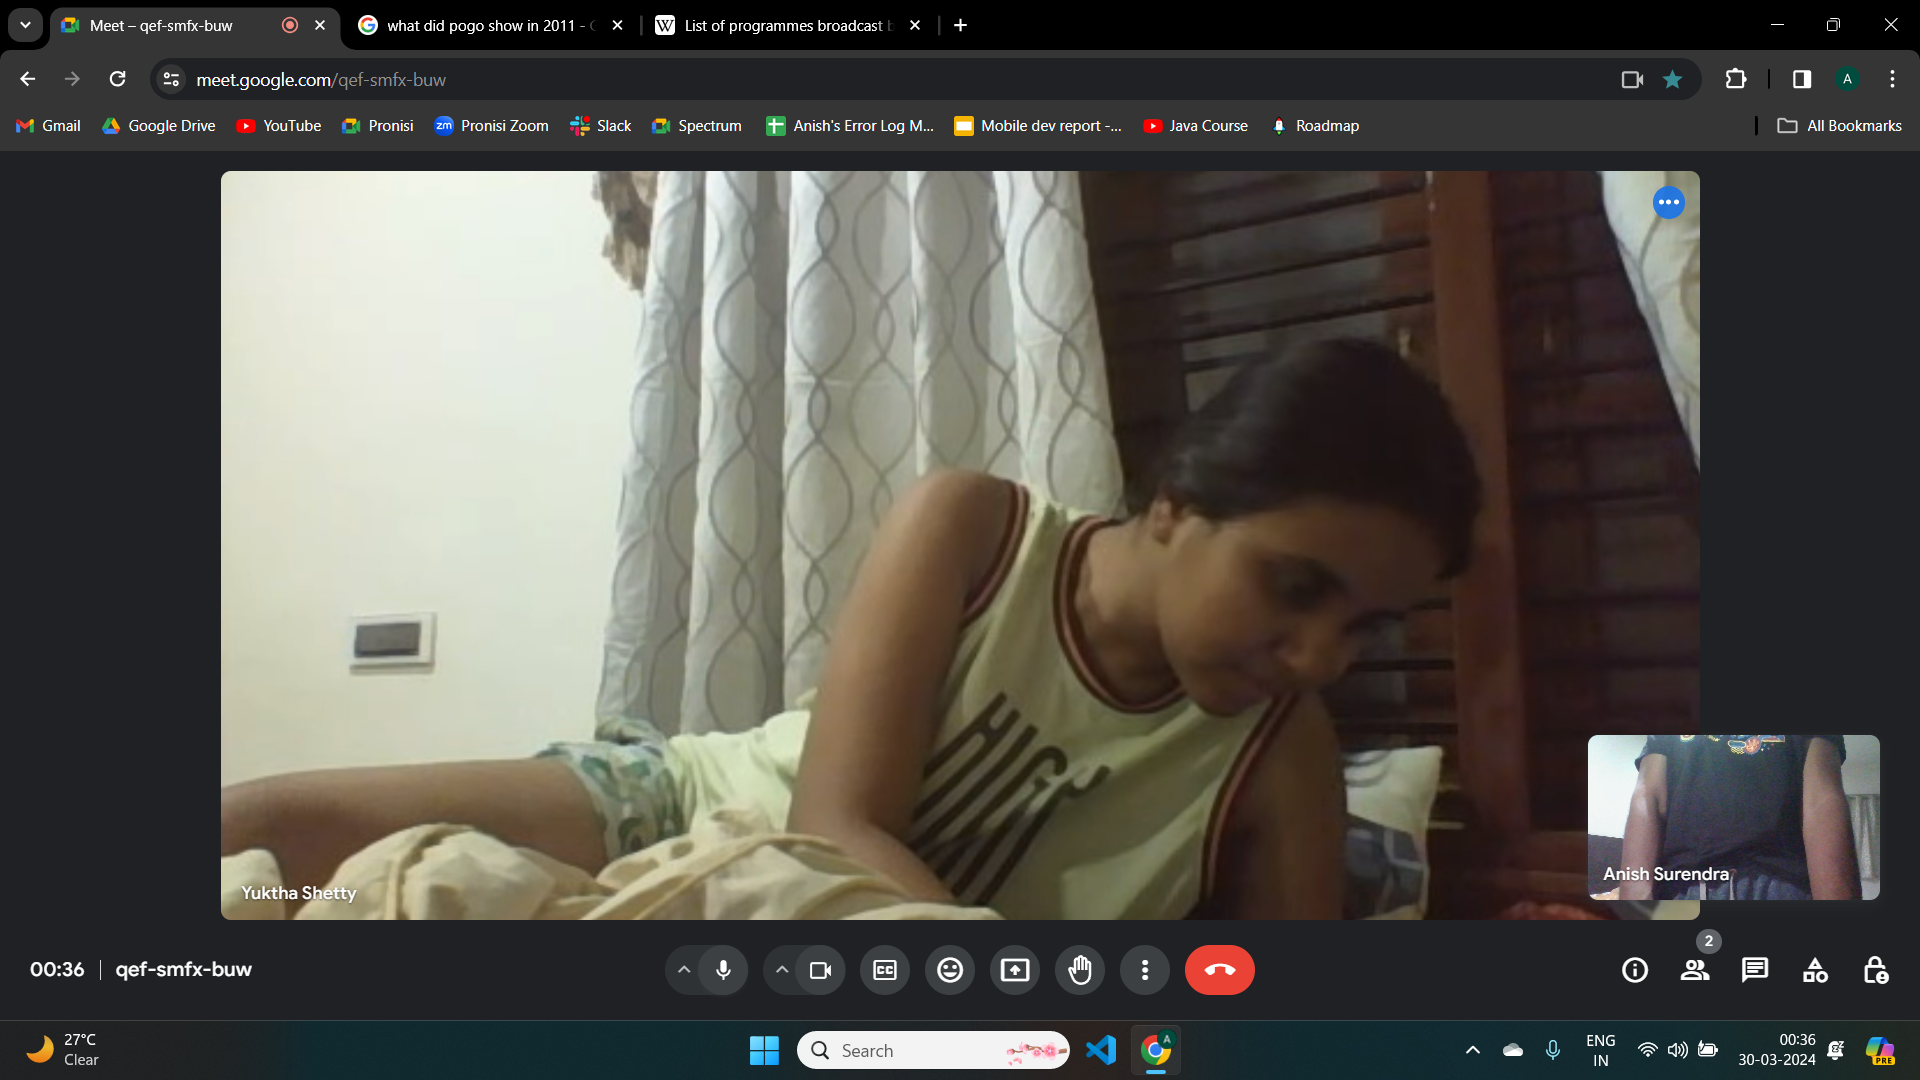 Meet – qef-smfx-buw
what did pogo show in 2011 - G
List of programmes broadcast b
meet.google.com/qef-smfx-buw
A
Gmail
Google Drive
YouTube
Pronisi
Pronisi Zoom
Slack
Spectrum
Anish's Error Log M...
Mobile dev report -...
Java Course
Roadmap
All Bookmarks
HIGH
Yuktha Shetty
Anish Surendra
00:36 | qef-smfx-buw
CC
2
27°C
Clear
Search
A
ENG
IN
00:36
30-03-2024
PRE